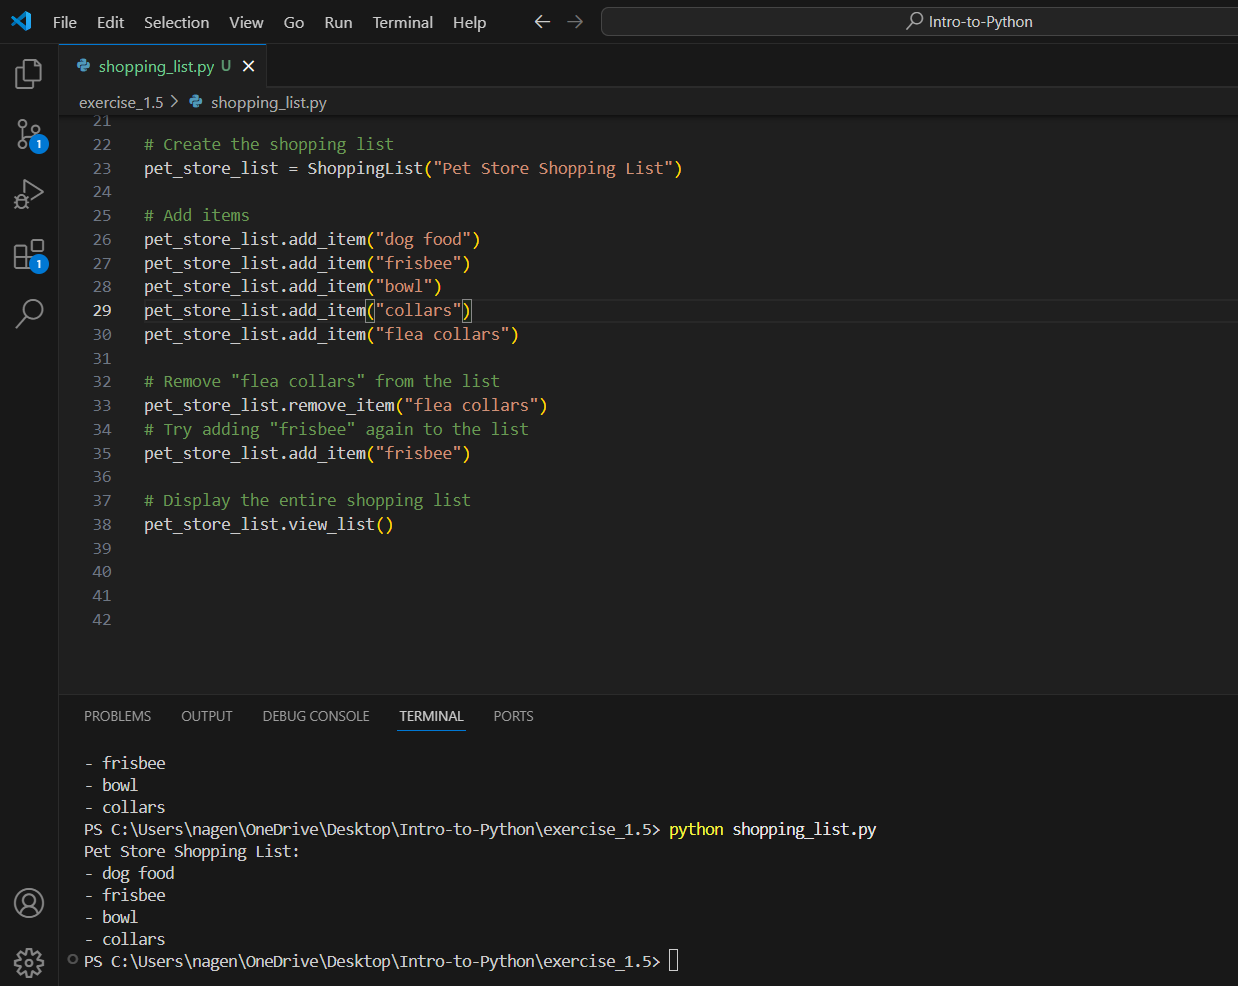 File Edit Selection View Go Run Terminal Help Intro-to-Python
shopping_list.py U
exercise_1.5 > shopping_list.py
21
22 # Create the shopping list
23 pet_store_list = ShoppingList("Pet Store Shopping List")
24
25 # Add items
26 pet_store_list.add_item("dog food")
27 pet_store_list.add_item("frisbee")
28 pet_store_list.add_item("bowl")
29 pet_store_list.add_item("collars")
30 pet_store_list.add_item("flea collars")
31
32 # Remove "flea collars" from the list
33 pet_store_list.remove_item("flea collars")
34 # Try adding "frisbee" again to the list
35 pet_store_list.add_item("frisbee")
36
37 # Display the entire shopping list
38 pet_store_list.view_list()
39
40
41
42
1
1
PROBLEMS OUTPUT DEBUG CONSOLE TERMINAL PORTS
- frisbee
- bowl
- collars
PS C:\Users\nagen\OneDrive\Desktop\Intro-to-Python\exercise_1.5> python shopping_list.py
Pet Store Shopping List:
- dog food
- frisbee
- bowl
- collars
PS C:\Users\nagen\OneDrive\Desktop\Intro-to-Python\exercise_1.5>